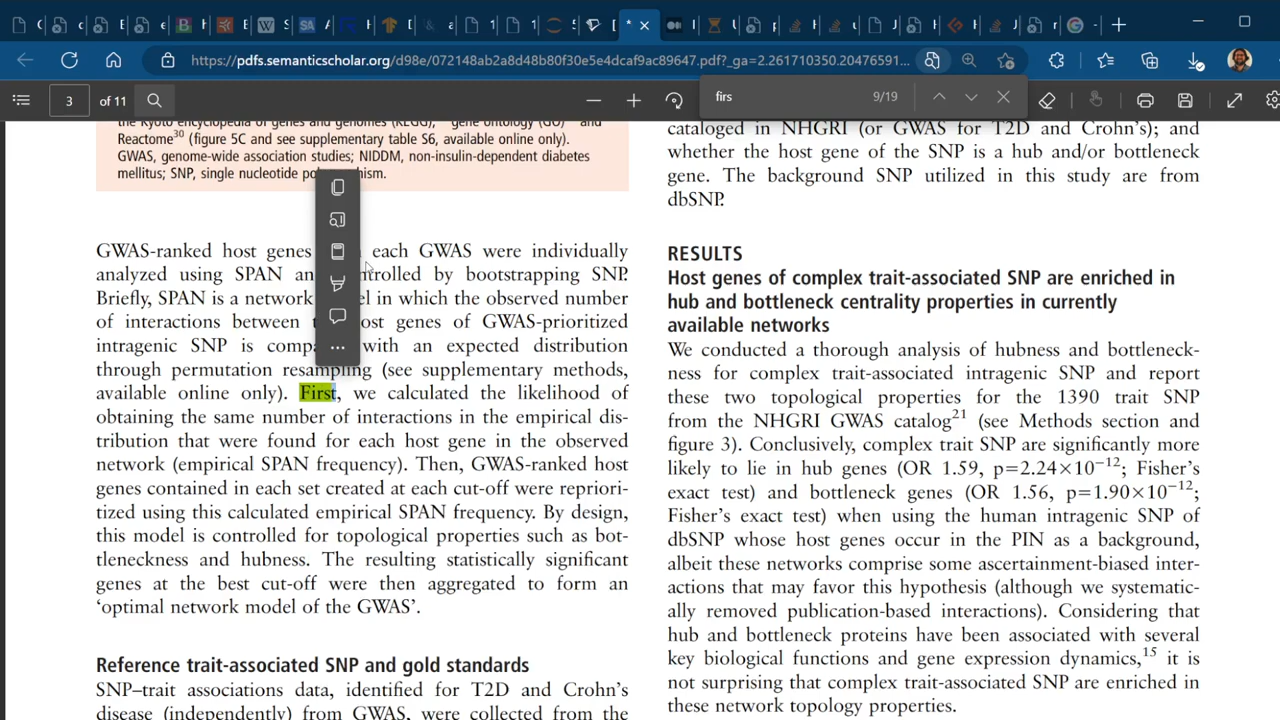 https://pdfs.semanticscholar.org/d98e/072148ab2a8d48b80f30e5e4dcaf9ac89647.pdf?_ga=2.261710350.20476591...
3 of 11
firs 9/19
the Kyoto encyclopedia of genes and genomes (KEGG), gene ontology (GO) and
Reactome30 (figure 5C and see supplementary table S6, available online only).
GWAS, genome-wide association studies; NIDDM, non-insulin-dependent diabetes
mellitus; SNP, single nucleotide
GWAS-ranked host genes each GWAS were individually
analyzed using SPAN by bootstrapping SNP.
Briefly, SPAN is a network in which the observed number
of interactions between genes of GWAS-prioritized
intragenic SNP is with an expected distribution
through permutation resampling (see supplementary methods,
available online only). First, we calculated the likelihood of
obtaining the same number of interactions in the empirical dis-
tribution that were found for each host gene in the observed
network (empirical SPAN frequency). Then, GWAS-ranked host
genes contained in each set created at each cut-off were repriori-
tized using this calculated empirical SPAN frequency. By design,
this model is controlled for topological properties such as bot-
tleneckness and hubness. The resulting statistically significant
genes at the best cut-off were then aggregated to form an
‘optimal network model of the GWAS’.
Reference trait-associated SNP and gold standards
SNP–trait associations data, identified for T2D and Crohn’s
disease (independently) from GWAS, were collected from the
cataloged in NHGRI (or GWAS for T2D and Crohn’s); and
whether the host gene of the SNP is a hub and/or bottleneck
gene. The background SNP utilized in this study are from
dbSNP.
RESULTS
Host genes of complex trait-associated SNP are enriched in
hub and bottleneck centrality properties in currently
available networks
We conducted a thorough analysis of hubness and bottleneck-
ness for complex trait-associated intragenic SNP and report
these two topological properties for the 1390 trait SNP
from the NHGRI GWAS catalog21 (see Methods section and
figure 3). Conclusively, complex trait SNP are significantly more
likely to lie in hub genes (OR 1.59, p=2.24×10−12; Fisher’s
exact test) and bottleneck genes (OR 1.56, p=1.90×10−12;
Fisher’s exact test) when using the human intragenic SNP of
dbSNP whose host genes occur in the PIN as a background,
albeit these networks comprise some ascertainment-biased inter-
actions that may favor this hypothesis (although we systematic-
ally removed publication-based interactions). Considering that
hub and bottleneck proteins have been associated with several
key biological functions and gene expression dynamics,15 it is
not surprising that complex trait-associated SNP are enriched in
these network topology properties.